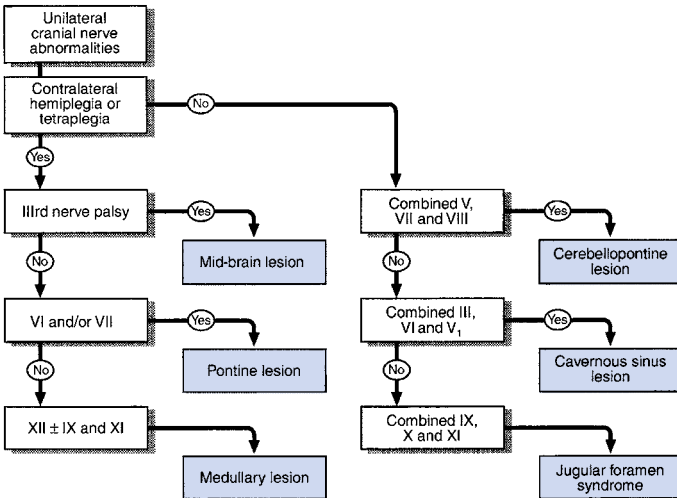 Unilateral
cranial nerve
abnormalities
Contralateral
hemiplegia or
tetraplegia
No
Yes
IIIrd nerve palsy
Yes
Mid-brain lesion
No
VI and/or VII
Yes
Pontine lesion
No
XII ± IX and XI
Medullary lesion
Combined V,
VII and VIII
Yes
Cerebellopontine
lesion
No
Combined III,
VI and V₁
Yes
Cavernous sinus
lesion
No
Combined IX,
X and XI
Jugular foramen
syndrome